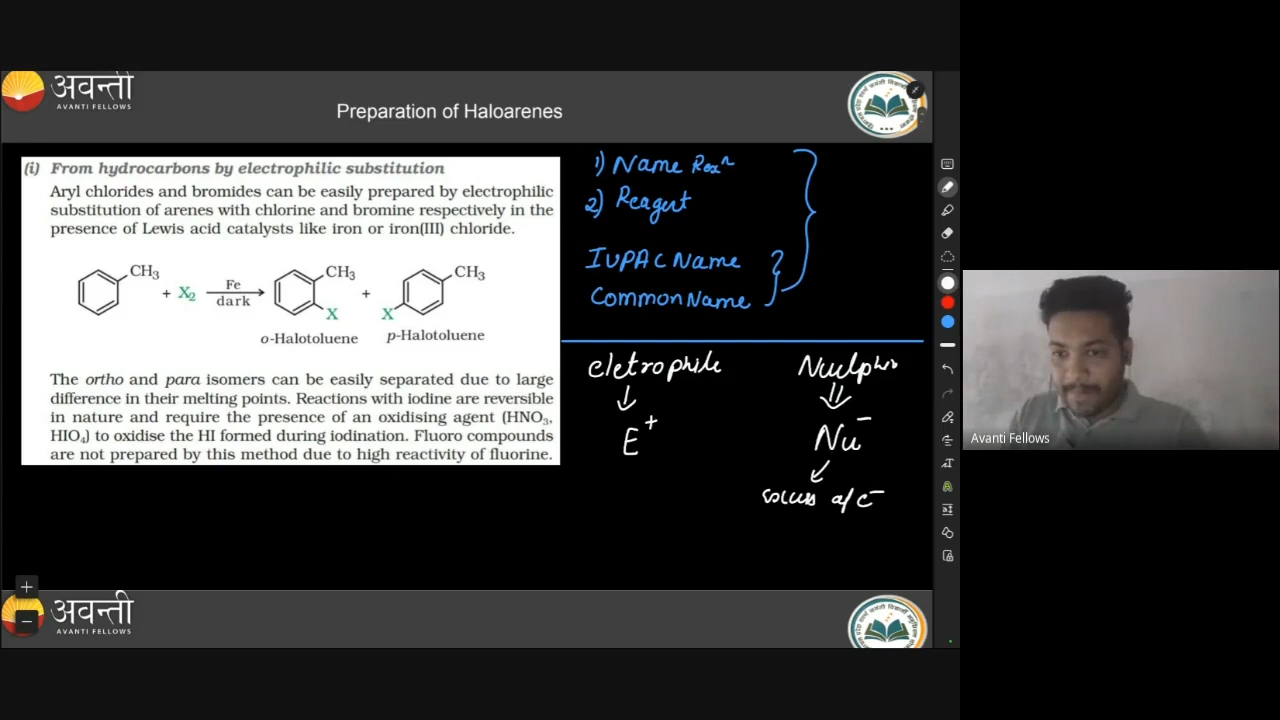 अवन्ती
AVANTI FELLOWS
Preparation of Haloarenes
(i) From hydrocarbons by electrophilic substitution
Aryl chlorides and bromides can be easily prepared by electrophilic
substitution of arenes with chlorine and bromine respectively in the
presence of Lewis acid catalysts like iron or iron(III) chloride.
CH₃ + X₂ Fe dark CH₃ X + CH₃ X
o-Halotoluene p-Halotoluene
The ortho and para isomers can be easily separated due to large
difference in their melting points. Reactions with iodine are reversible
in nature and require the presence of an oxidising agent (HNO₃,
HIO₄) to oxidise the HI formed during iodination. Fluoro compounds
are not prepared by this method due to high reactivity of fluorine.
1) Name Rexⁿ
2) Reagent
IUPAC Name
Common Name
eletrophile
E⁺
Nu⁻
Avanti Fellows
अवन्ती
AVANTI FELLOWS